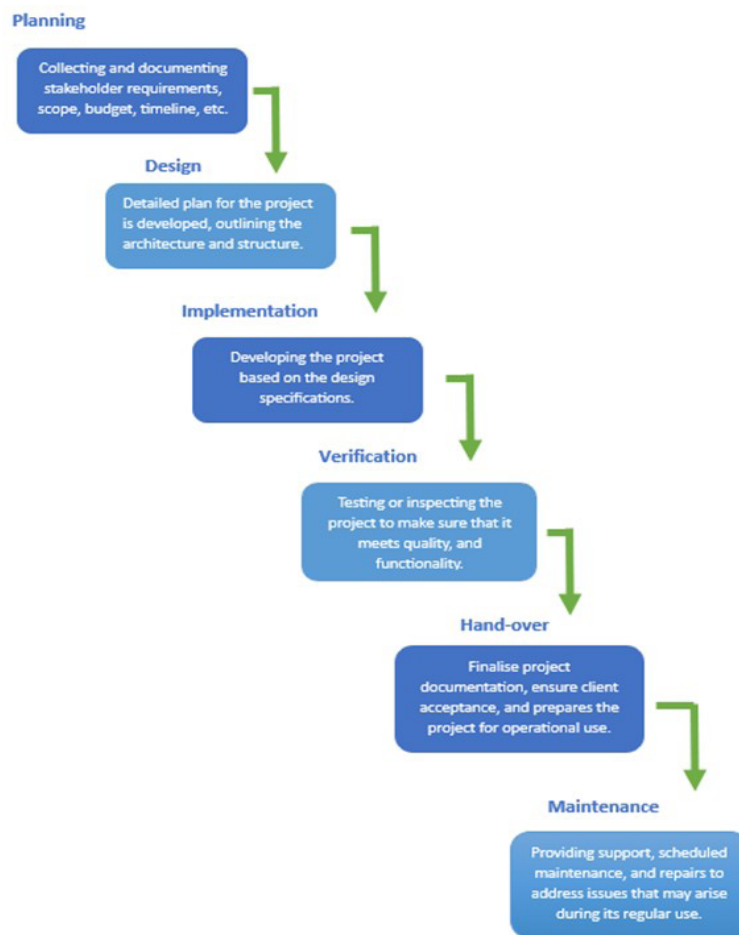 Planning
Collecting and documenting
stakeholder requirements,
scope, budget, timeline, etc.
Design
Detailed plan for the project
is developed, outlining the
architecture and structure.
Implementation
Developing the project
based on the design
specifications.
Verification
Testing or inspecting the
project to make sure that it
meets quality, and
functionality.
Hand-over
Finalise project
documentation, ensure client
acceptance, and prepares the
project for operational use.
Maintenance
Providing support, scheduled
maintenance, and repairs to
address issues that may arise
during its regular use.